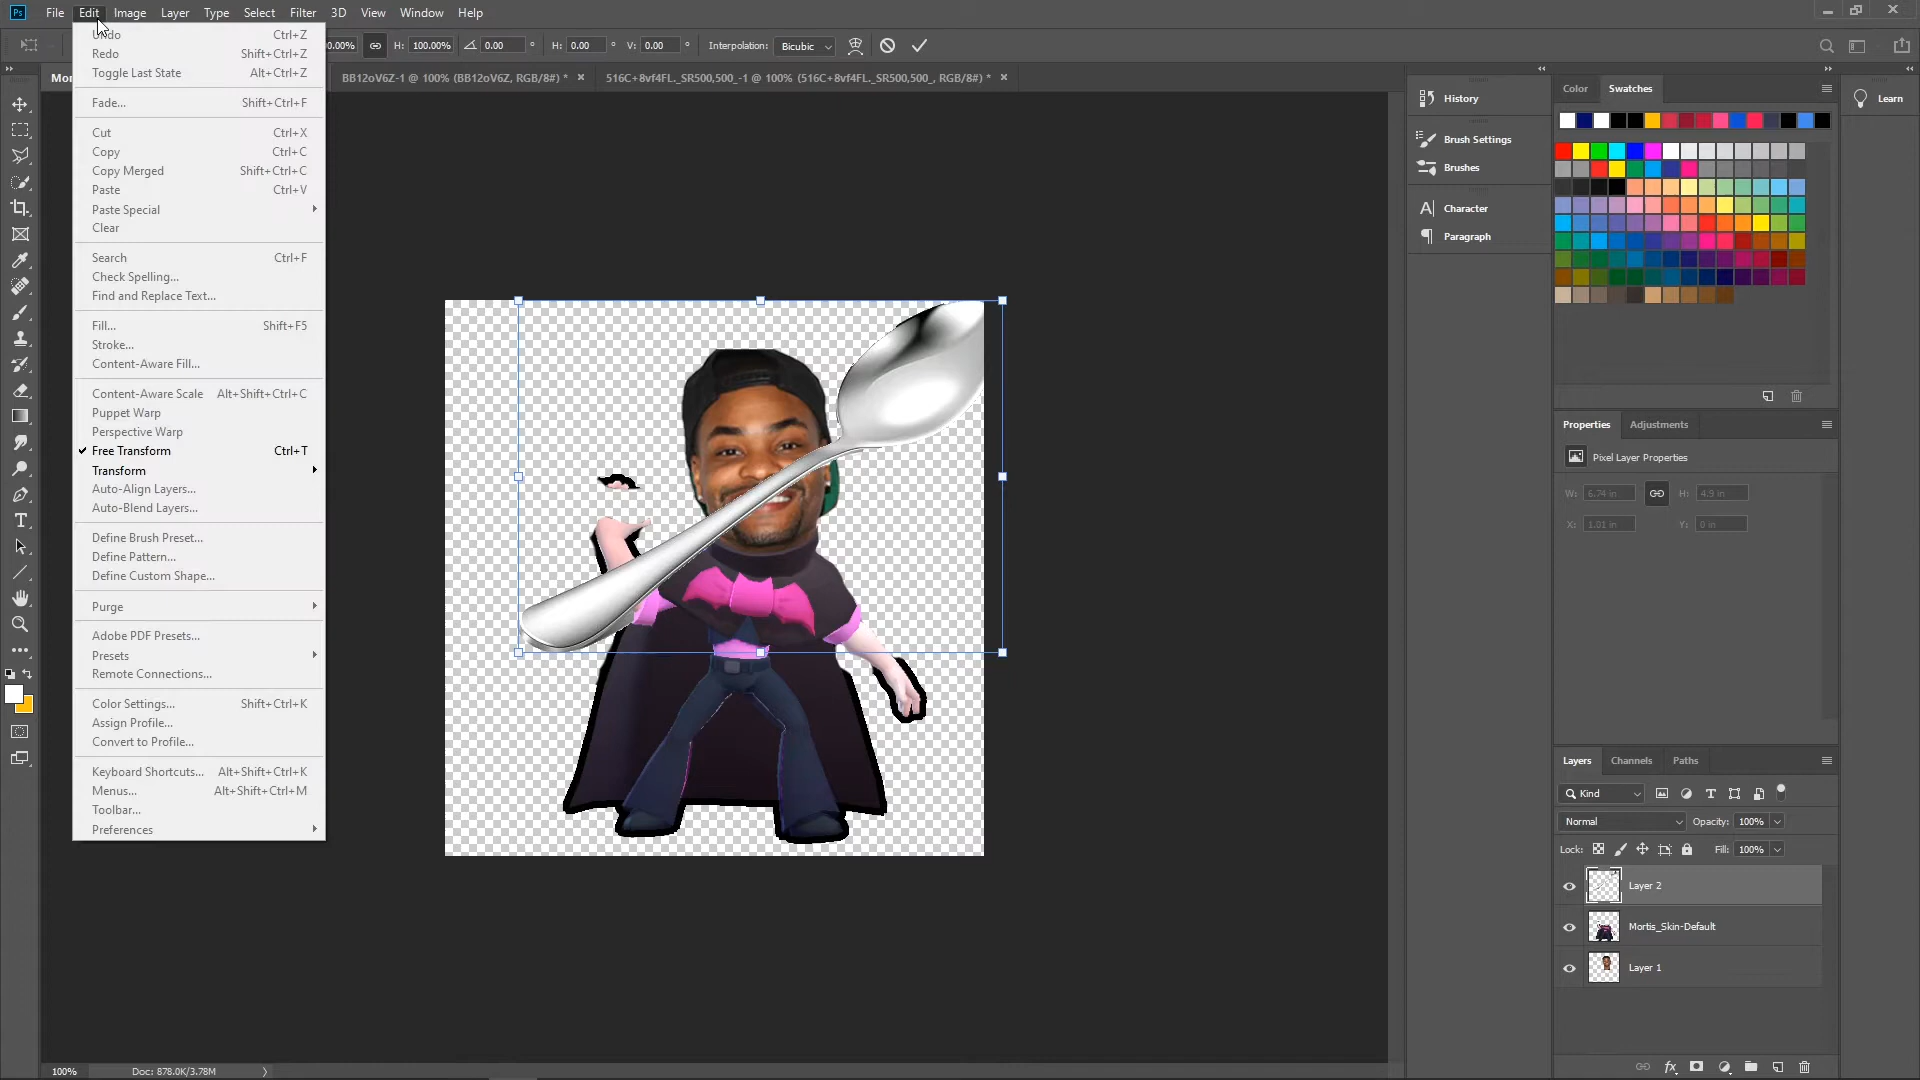 Ps File Edit Image Layer Type Select Filter 3D View Window Help
0.00% H: 100.00% 0.00 ° H: 0.00 ° V: 0.00 ° Interpolation: Bicubic
Mor BB12oV6Z-1 @ 100% (BB12oV6Z, RGB/8#) * × 516C+8vf4FL._SR500,500_-1 @ 100% (516C+8vf4FL._SR500,500_, RGB/8#) * ×
Undo Ctrl+Z
Redo Shift+Ctrl+Z
Toggle Last State Alt+Ctrl+Z
Fade... Shift+Ctrl+F
Cut Ctrl+X
Copy Ctrl+C
Copy Merged Shift+Ctrl+C
Paste Ctrl+V
Paste Special
Clear
Search Ctrl+F
Check Spelling...
Find and Replace Text...
Fill... Shift+F5
Stroke...
Content-Aware Fill...
Content-Aware Scale Alt+Shift+Ctrl+C
Puppet Warp
Perspective Warp
Free Transform Ctrl+T
Transform
Auto-Align Layers...
Auto-Blend Layers...
Define Brush Preset...
Define Pattern...
Define Custom Shape...
Purge
Adobe PDF Presets...
Presets
Remote Connections...
Color Settings... Shift+Ctrl+K
Assign Profile...
Convert to Profile...
Keyboard Shortcuts... Alt+Shift+Ctrl+K
Menus... Alt+Shift+Ctrl+M
Toolbar...
Preferences
History
Brush Settings
Brushes
Character
Paragraph
Color Swatches
Learn
Properties Adjustments
Pixel Layer Properties
W: 6.74 in H: 4.9 in
X: 1.01 in Y: 0 in
Layers Channels Paths
Kind
Normal Opacity: 100%
Lock: Fill: 100%
Layer 2
Mortis_Skin-Default
Layer 1
100% Doc: 878.0K/3.78M